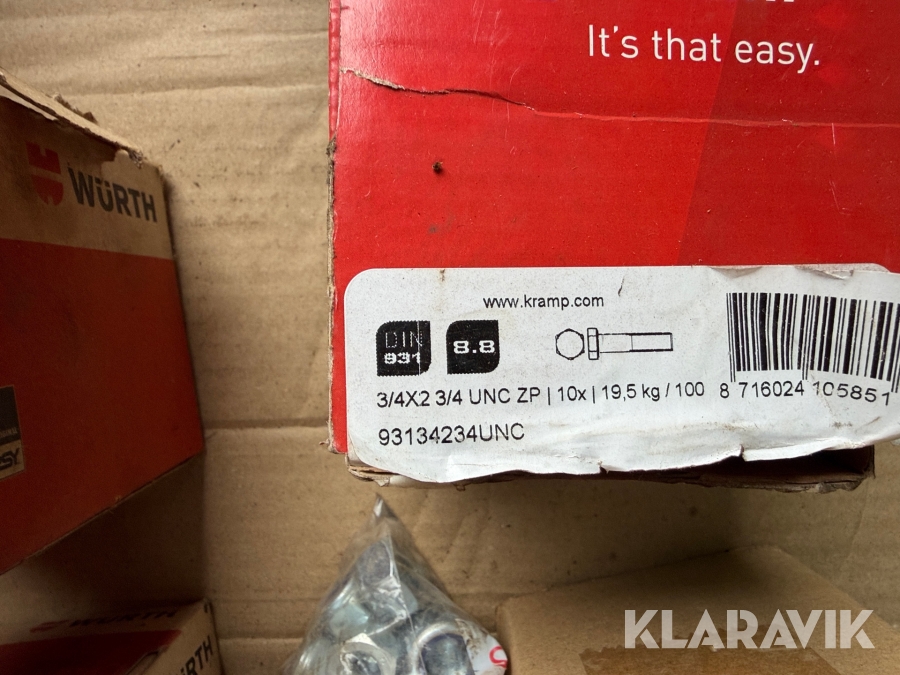 It's that easy.
WÜRTH
www.kramp.com
DIN
931
8.8
3/4X2 3/4 UNC ZP | 10x | 19,5 kg / 100
8 716024 105851
93134234UNC
WÜRTH
KLARAVIK